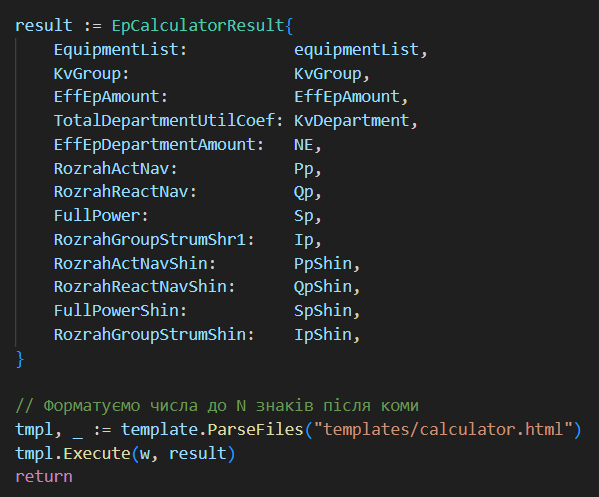 result := EpCalculatorResult{
    EquipmentList:           equipmentList,
    KvGroup:                 KvGroup,
    EffEpAmount:             EffEpAmount,
    TotalDepartmentUtilCoef: KvDepartment,
    EffEpDepartmentAmount:   NE,
    RozrahActNav:            Pp,
    RozrahReactNav:          Qp,
    FullPower:               Sp,
    RozrahGroupStrumShr1:    Ip,
    RozrahActNavShin:        PpShin,
    RozrahReactNavShin:      QpShin,
    FullPowerShin:           SpShin,
    RozrahGroupStrumShin:    IpShin,
}
// Форматуємо числа до N знаків після коми
tmpl, _ := template.ParseFiles("templates/calculator.html")
tmpl.Execute(w, result)
return